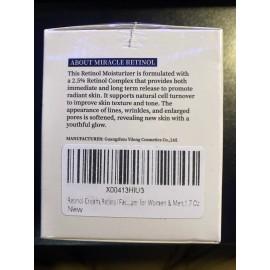 ABOUT MIRACLE RETINOL
This Retinol Moisturizer is formulated with
a 2.5% Retinol Complex that provides both
immediate and long term release to promote
radiant skin. It supports natural cell turnover
to improve skin texture and tone. The
appearance of lines, wrinkles, and enlarged
pores is softened, revealing new skin with a
youthful glow.
MANUFACTURER: Guangzhou Yilong Cosmetics Co.,Ltd.
X00413HIU3
Retinol Cream, Retinol for Women & Men,1.7 Oz
New